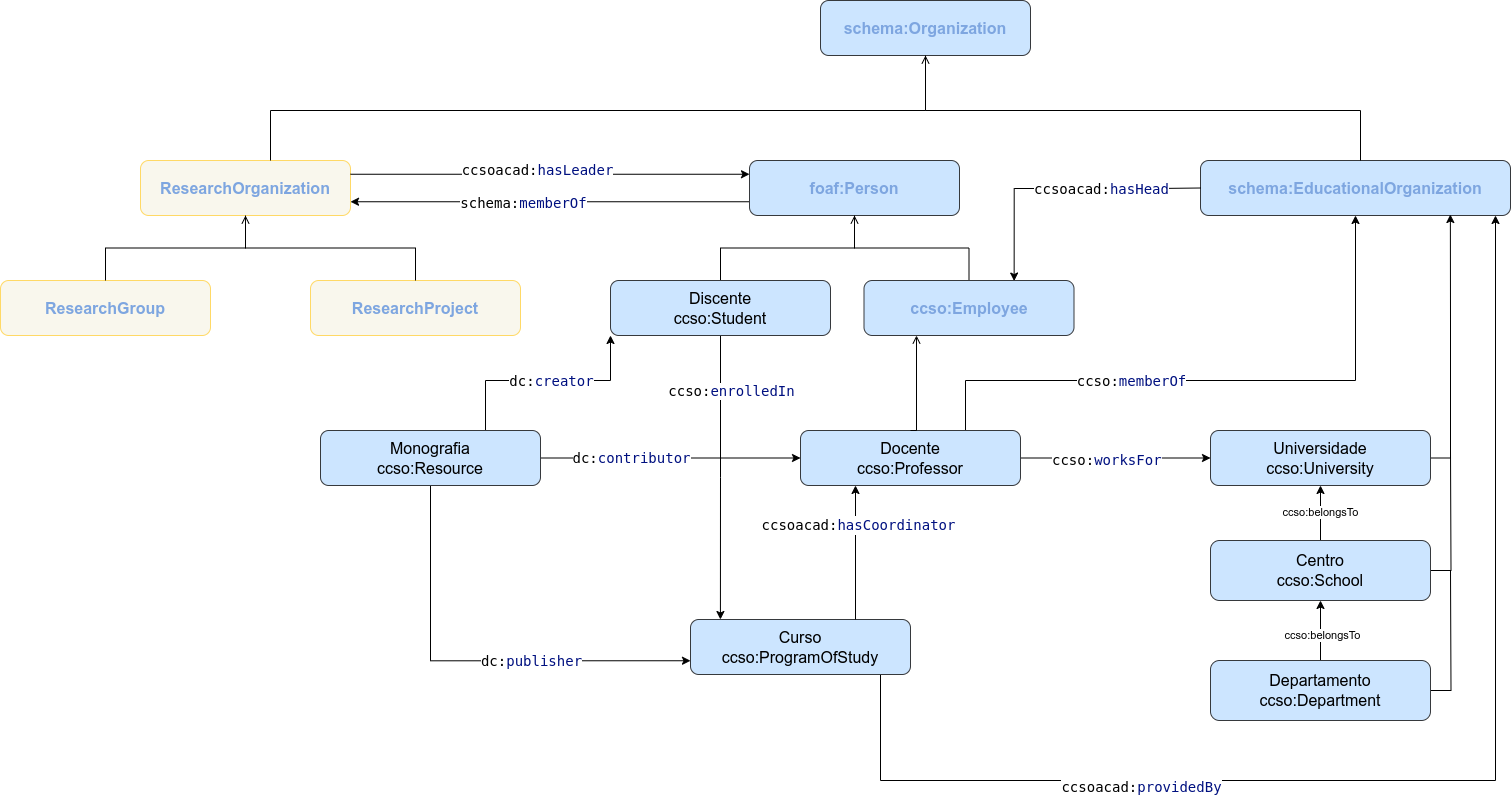 schema:Organization
ccsoacad:hasLeader
ResearchOrganization
foaf:Person
ccsoacad:hasHead
schema:EducationalOrganization
schema:memberOf
ResearchGroup
ResearchProject
Discente
ccso:Student
ccso:Employee
dc:creator
ccso:enrolledIn
ccso:memberOf
Monografia
ccso:Resource
dc:contributor
Docente
ccso:Professor
ccso:worksFor
Universidade
ccso:University
ccso:belongsTo
ccsoacad:hasCoordinator
Centro
ccso:School
ccso:belongsTo
Curso
ccso:ProgramOfStudy
dc:publisher
Departamento
ccso:Department
ccsoacad:providedBy